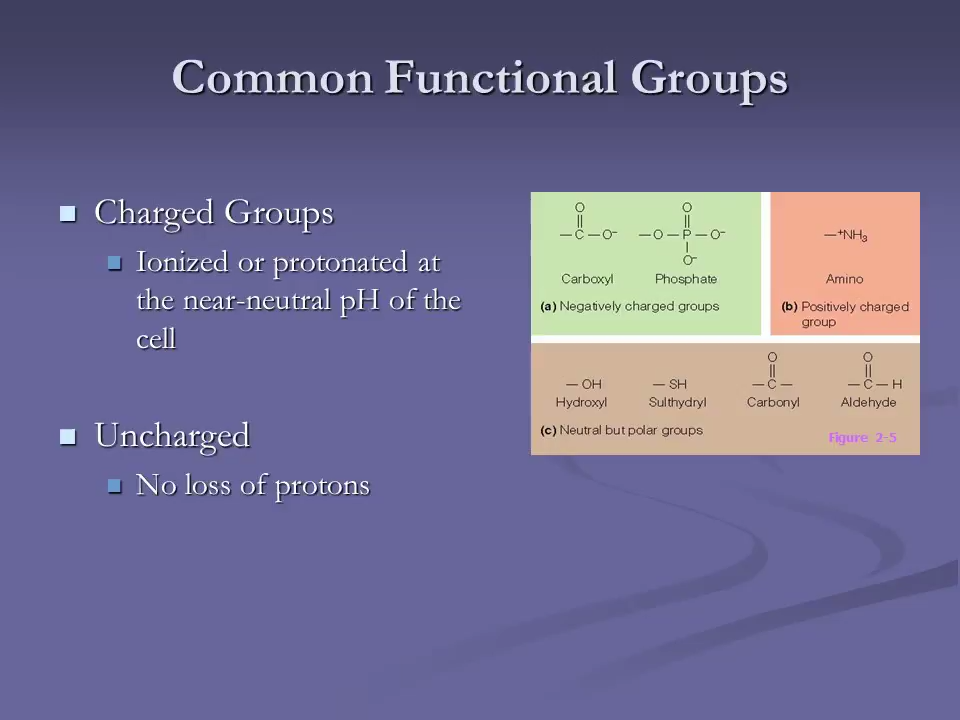 Common Functional Groups
Charged Groups
Ionized or protonated at
the near-neutral pH of the
cell
Uncharged
No loss of protons
O
— C — O⁻
Carboxyl
O
— O — P — O⁻
O⁻
Phosphate
(a) Negatively charged groups
—⁺NH₃
Amino
(b) Positively charged
group
— OH
Hydroxyl
— SH
Sulthydryl
O
— C —
Carbonyl
O
— C — H
Aldehyde
(c) Neutral but polar groups
Figure 2-5